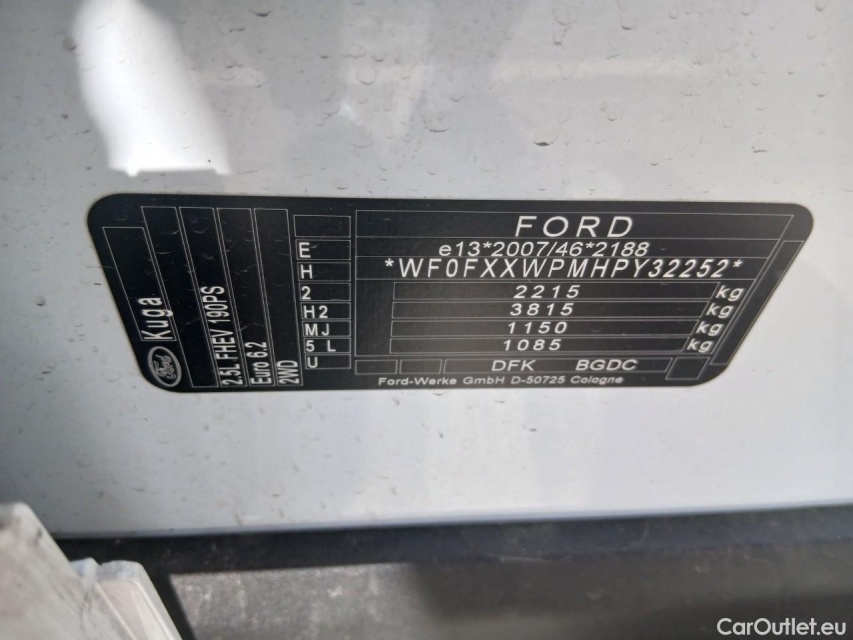 FORD
e13*2007/46*2188
*WF0FXXWPMHPY32252*
2215 kg
3815 kg
1150 kg
1085 kg
DFK BGDC
Ford-Werke GmbH D-50725 Cologne
E
H
2
H2
MJ
5 L
U
Ford Kuga
2.5L FHEV 190PS
Euro 6.2
2WD
CarOutlet.eu